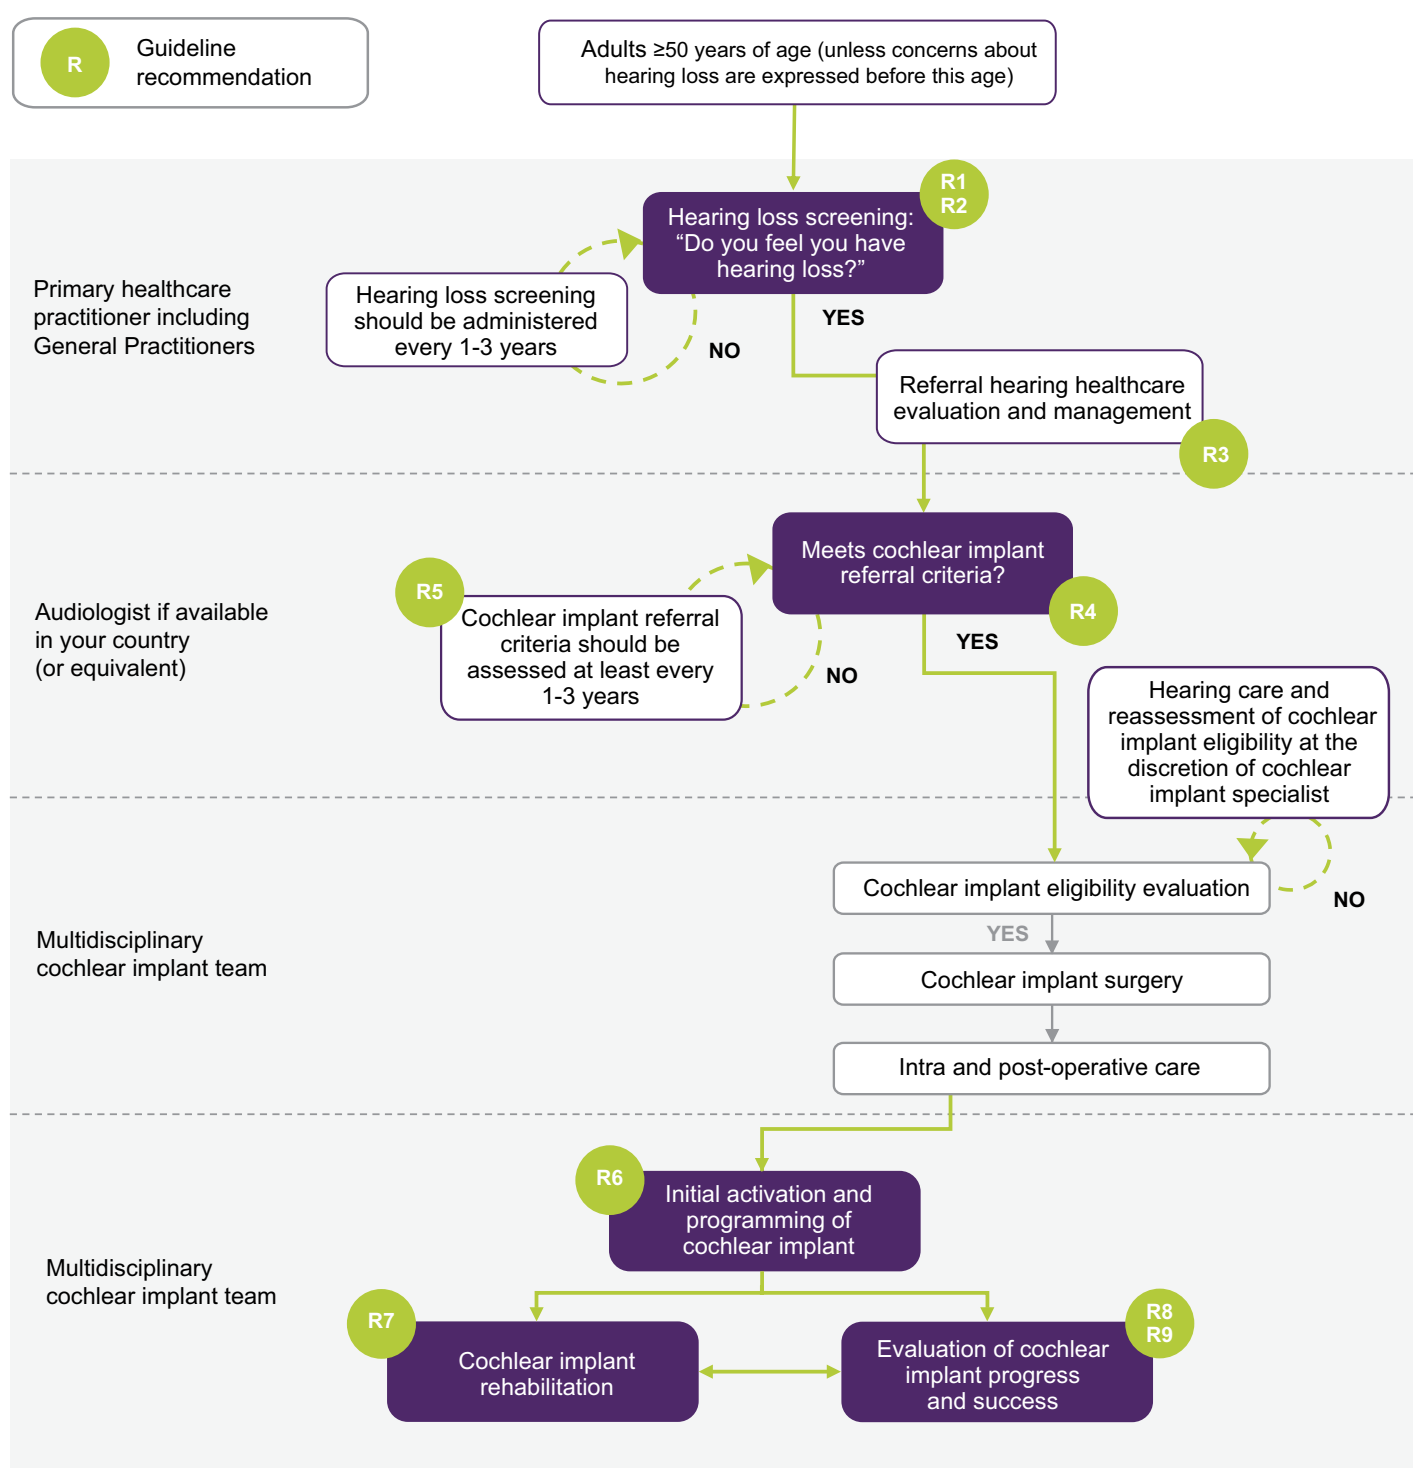 R
Guideline
recommendation
Adults ≥50 years of age (unless concerns about
hearing loss are expressed before this age)
R1
R2
Hearing loss screening:
“Do you feel you have
hearing loss?”
Primary healthcare
practitioner including
General Practitioners
Hearing loss screening
should be administered
every 1-3 years
NO
YES
Referral hearing healthcare
evaluation and management
R3
Meets cochlear implant
referral criteria?
R4
R5
Cochlear implant referral
criteria should be
assessed at least every
1-3 years
Audiologist if available
in your country
(or equivalent)
NO
YES
Hearing care and
reassessment of cochlear
implant eligibility at the
discretion of cochlear
implant specialist
Cochlear implant eligibility evaluation
NO
YES
Multidisciplinary
cochlear implant team
Cochlear implant surgery
Intra and post-operative care
R6
Initial activation and
programming of
cochlear implant
Multidisciplinary
cochlear implant team
R7
Cochlear implant
rehabilitation
R8
R9
Evaluation of cochlear
implant progress
and success